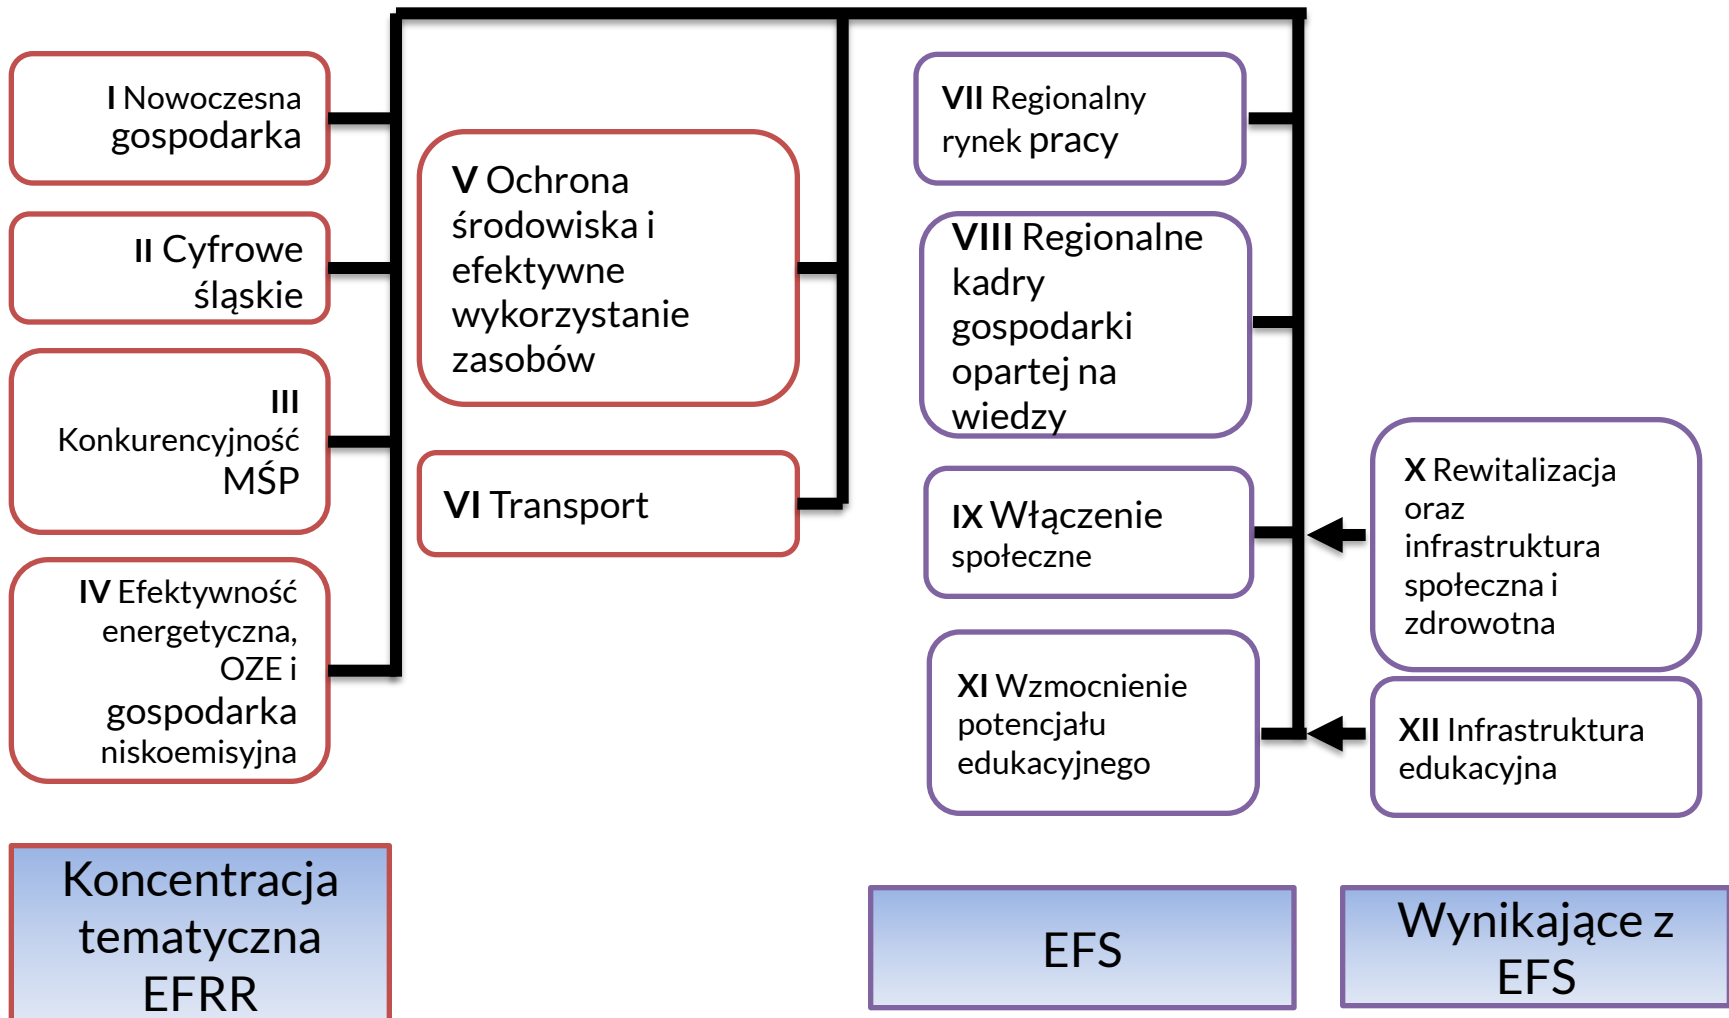 I Nowoczesna
gospodarka
II Cyfrowe
śląskie
III
Konkurencyjność
MŚP
IV Efektywność
energetyczna,
OZE i
gospodarka
niskoemisyjna
V Ochrona
środowiska i
efektywne
wykorzystanie
zasobów
VI Transport
VII Regionalny
rynek pracy
VIII Regionalne
kadry
gospodarki
opartej na
wiedzy
IX Włączenie
społeczne
XI Wzmocnienie
potencjału
edukacyjnego
X Rewitalizacja
oraz
infrastruktura
społeczna i
zdrowotna
XII Infrastruktura
edukacyjna
Koncentracja
tematyczna
EFRR
EFS
Wynikające z
EFS